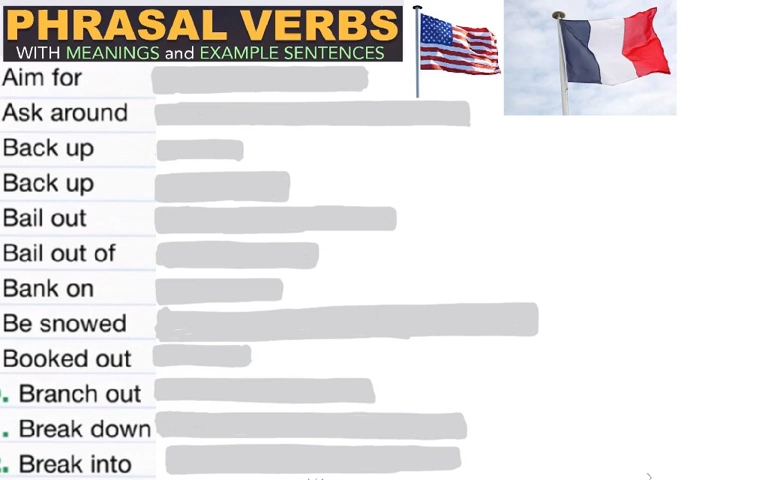 PHRASAL VERBS
WITH MEANINGS and EXAMPLE SENTENCES
Aim for
Ask around
Back up
Back up
Bail out
Bail out of
Bank on
Be snowed
Booked out
. Branch out
. Break down
. Break into